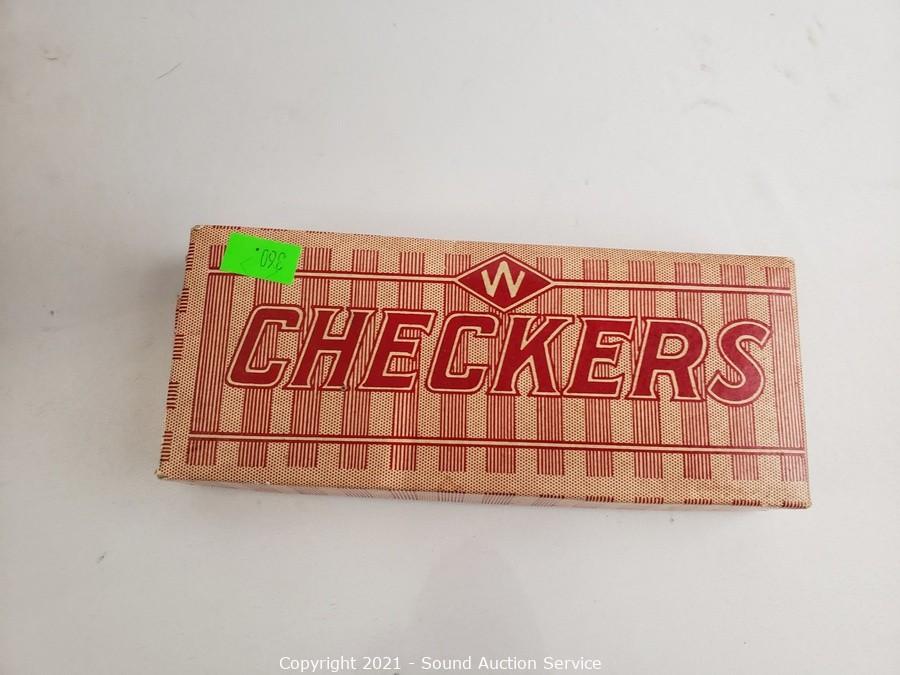 360.
W
CHECKERS
Copyright 2021 - Sound Auction Service